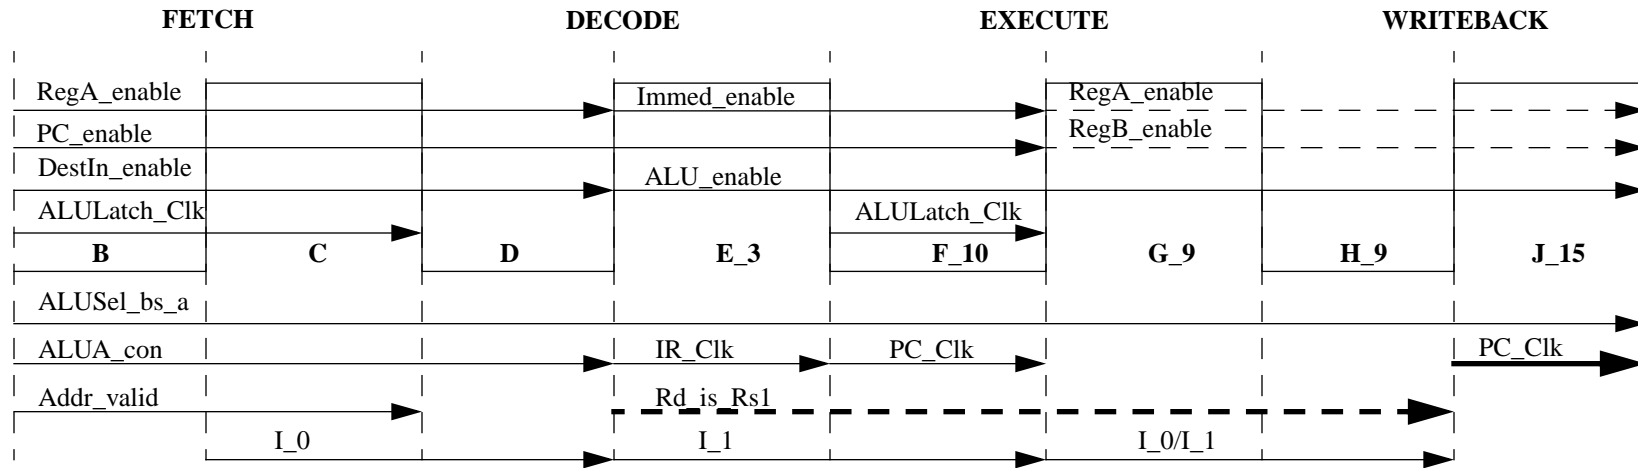 FETCH DECODE EXECUTE WRITEBACK
RegA_enable Immed_enable RegA_enable
PC_enable RegB_enable
DestIn_enable ALU_enable
ALULatch_Clk ALULatch_Clk
B C D E_3 F_10 G_9 H_9 J_15
ALUSel_bs_a
ALUA_con IR_Clk PC_Clk PC_Clk
Addr_valid Rd_is_Rs1
I_0 I_1 I_0/I_1